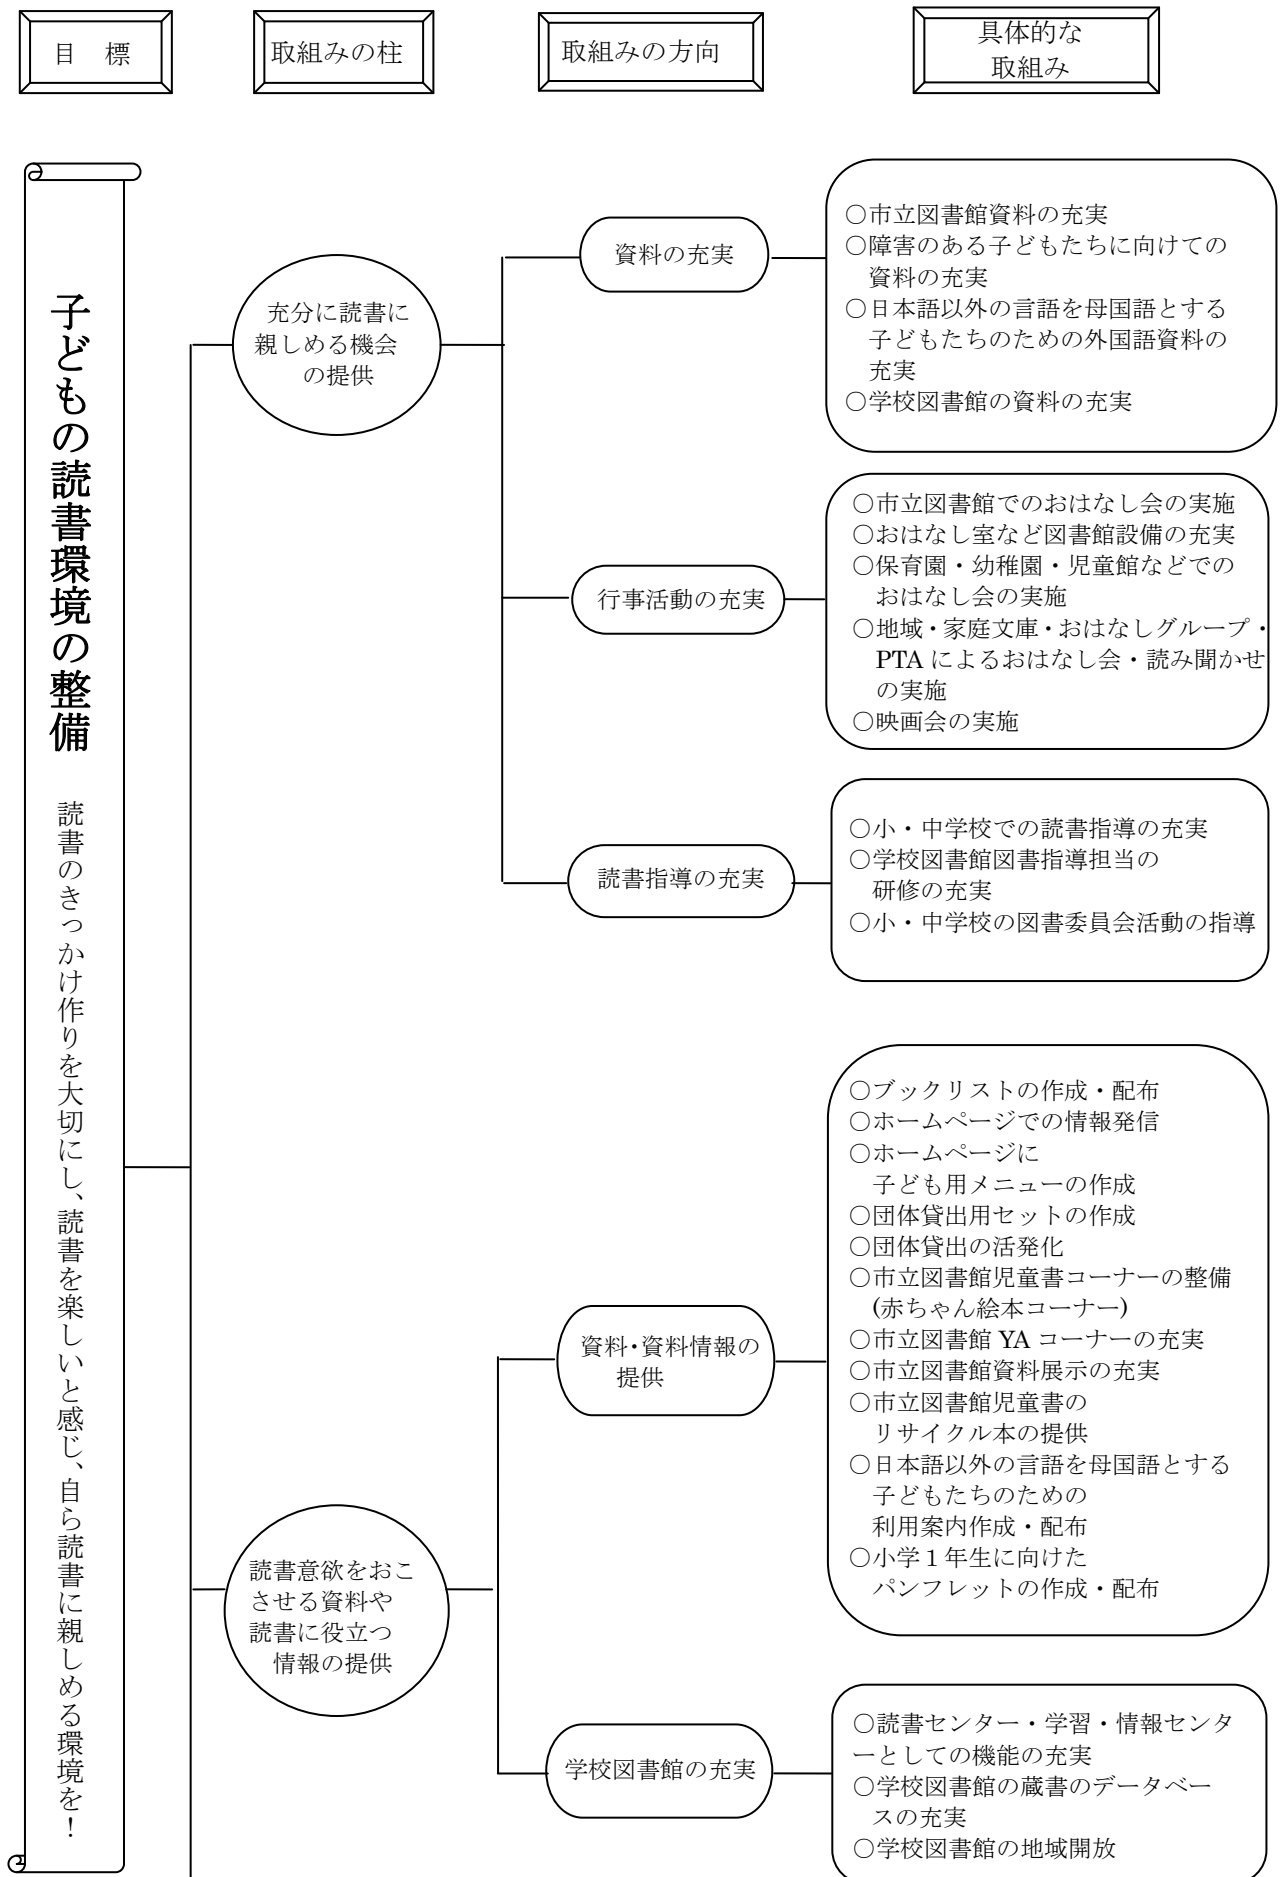 目　標
取組みの柱
取組みの方向
具体的な
取組み
子どもの読書環境の整備　読書のきっかけ作りを大切にし、読書を楽しいと感じ、自ら読書に親しめる環境を！
充分に読書に
親しめる機会
の提供
資料の充実
○市立図書館資料の充実
○障害のある子どもたちに向けての
資料の充実
○日本語以外の言語を母国語とする
子どもたちのための外国語資料の
充実
○学校図書館の資料の充実
行事活動の充実
○市立図書館でのおはなし会の実施
○おはなし室など図書館設備の充実
○保育園・幼稚園・児童館などでの
おはなし会の実施
○地域・家庭文庫・おはなしグループ・
PTA によるおはなし会・読み聞かせ
の実施
○映画会の実施
読書指導の充実
○小・中学校での読書指導の充実
○学校図書館図書指導担当の
研修の充実
○小・中学校の図書委員会活動の指導
読書意欲をおこ
させる資料や
読書に役立つ
情報の提供
資料・資料情報の
提供
○ブックリストの作成・配布
○ホームページでの情報発信
○ホームページに
子ども用メニューの作成
○団体貸出用セットの作成
○団体貸出の活発化
○市立図書館児童書コーナーの整備
(赤ちゃん絵本コーナー)
○市立図書館 YA コーナーの充実
○市立図書館資料展示の充実
○市立図書館児童書の
リサイクル本の提供
○日本語以外の言語を母国語とする
子どもたちのための
利用案内作成・配布
○小学１年生に向けた
パンフレットの作成・配布
学校図書館の充実
○読書センター・学習・情報センタ
ーとしての機能の充実
○学校図書館の蔵書のデータベー
スの充実
○学校図書館の地域開放